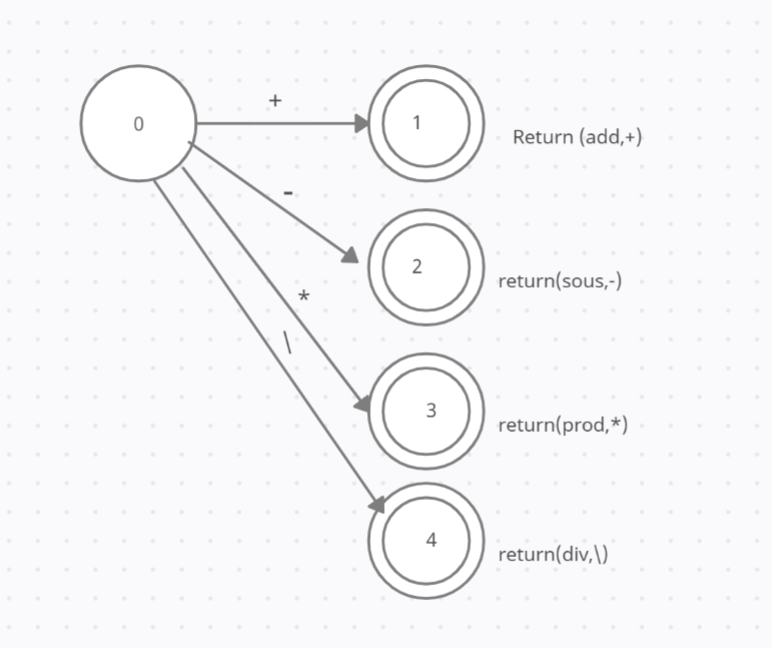 0
+
1
Return (add,+)
-
2
return(sous,-)
*
\
3
return(prod,*)
4
return(div,\)